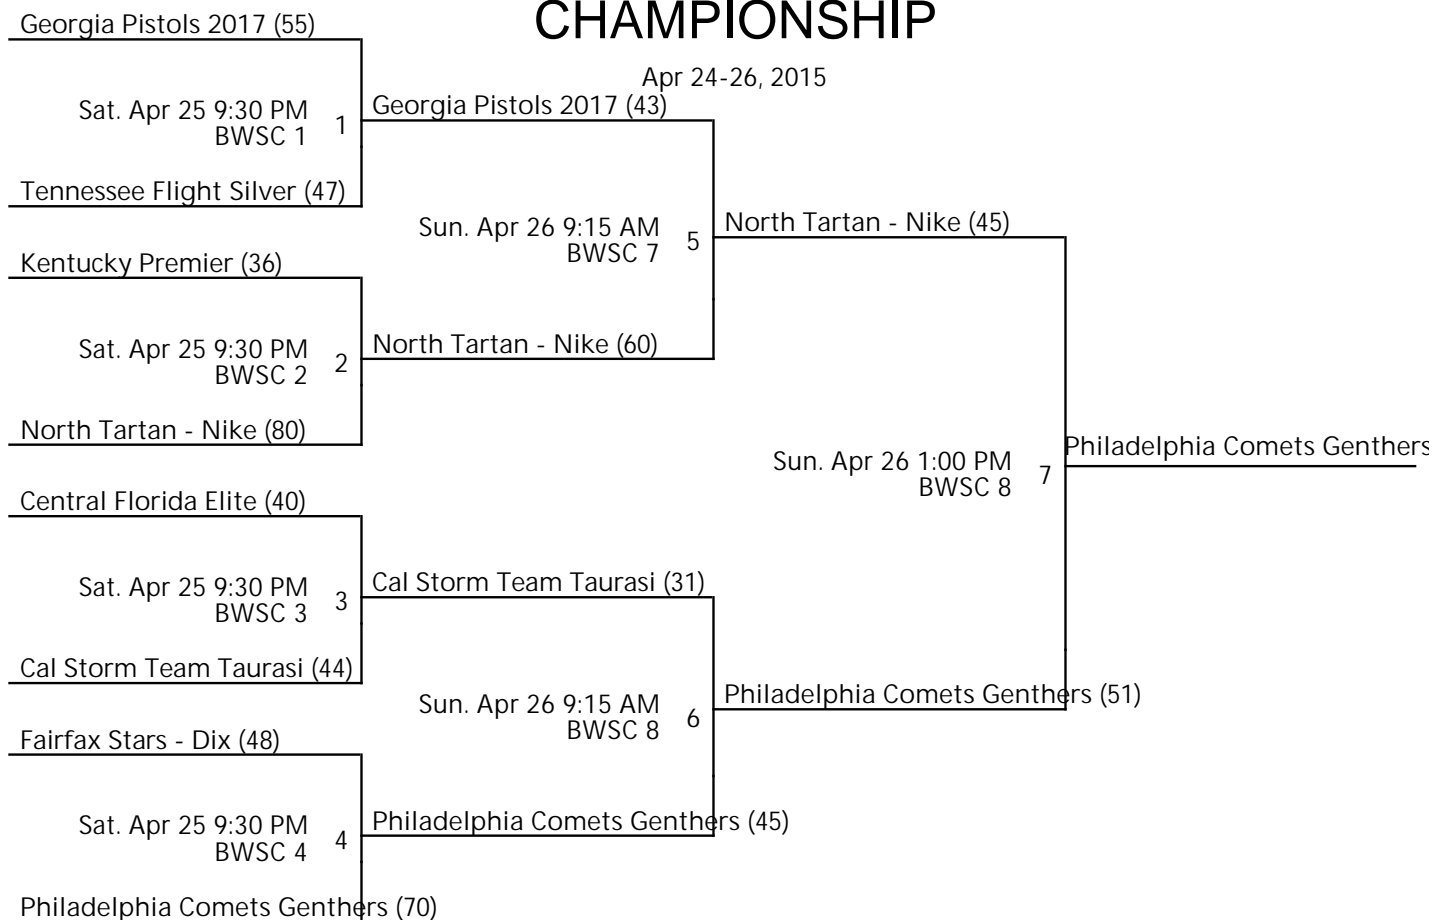 CHAMPIONSHIP
Apr 24-26, 2015
Georgia Pistols 2017 (55)
Sat. Apr 25 9:30 PM
BWSC 1
1
Tennessee Flight Silver (47)
Georgia Pistols 2017 (43)
Kentucky Premier (36)
Sat. Apr 25 9:30 PM
BWSC 2
2
North Tartan - Nike (80)
North Tartan - Nike (60)
Sun. Apr 26 9:15 AM
BWSC 7
5
North Tartan - Nike (45)
Central Florida Elite (40)
Sat. Apr 25 9:30 PM
BWSC 3
3
Cal Storm Team Taurasi (44)
Cal Storm Team Taurasi (31)
Fairfax Stars - Dix (48)
Sat. Apr 25 9:30 PM
BWSC 4
4
Philadelphia Comets Genthers (70)
Philadelphia Comets Genthers (45)
Sun. Apr 26 9:15 AM
BWSC 8
6
Philadelphia Comets Genthers (51)
Sun. Apr 26 1:00 PM
BWSC 8
7
Philadelphia Comets Genthers